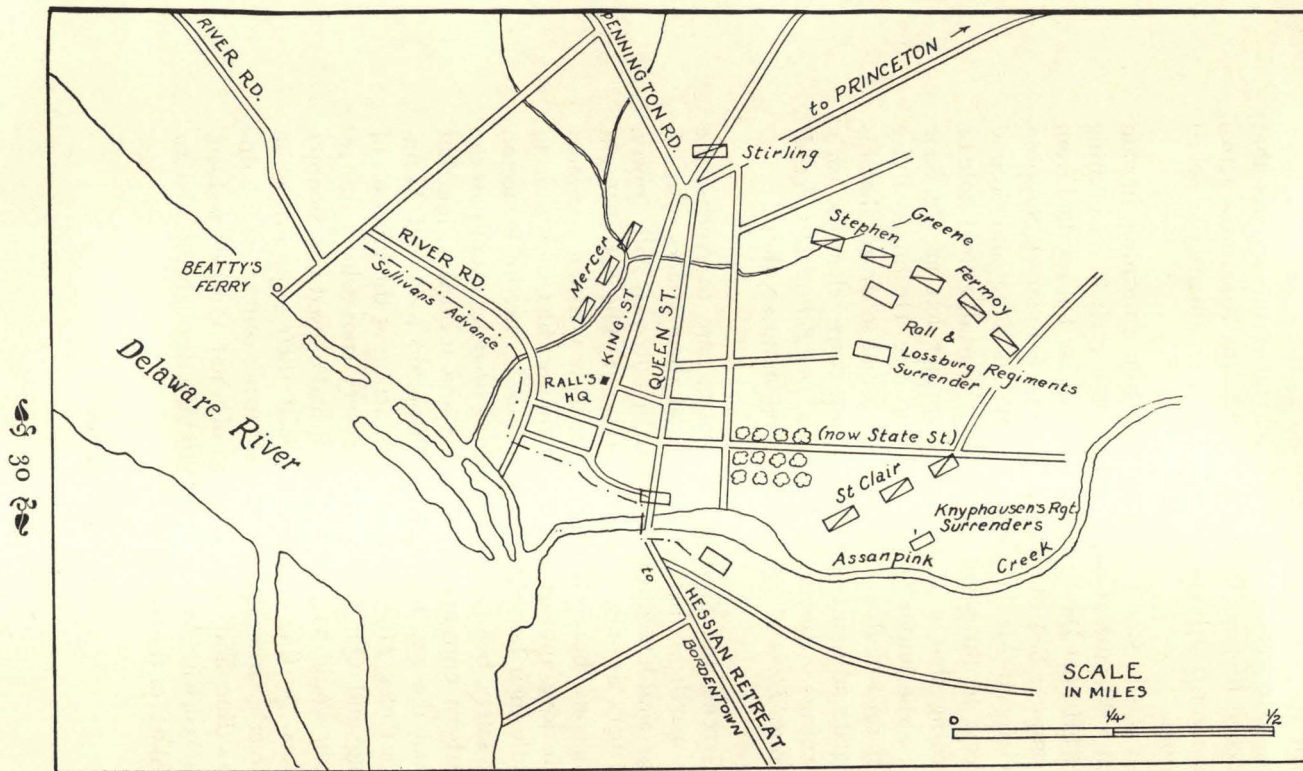 RIVER RD.
PENNINGTON RD.
to PRINCETON
Stirling
Greene
Stephen
Fermoy
Mercer
RIVER RD.
Sullivans Advance
BEATTY'S
FERRY
KING. ST
QUEEN ST.
Rall &
Lossburg Regiments
Surrender
RALL'S
HQ
Delaware River
(now State St)
St Clair
Knyphausen's Rgt.
Surrenders
Assanpink Creek
to
HESSIAN RETREAT
BORDENTOWN
SCALE
IN MILES
0 1/4 1/2
30